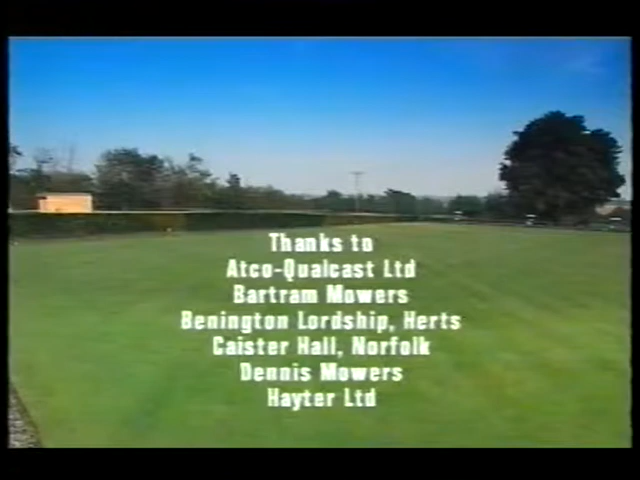 Thanks to
Atco-Qualcast Ltd
Bartram Mowers
Benington Lordship, Herts
Caister Hall, Norfolk
Dennis Mowers
Hayter Ltd